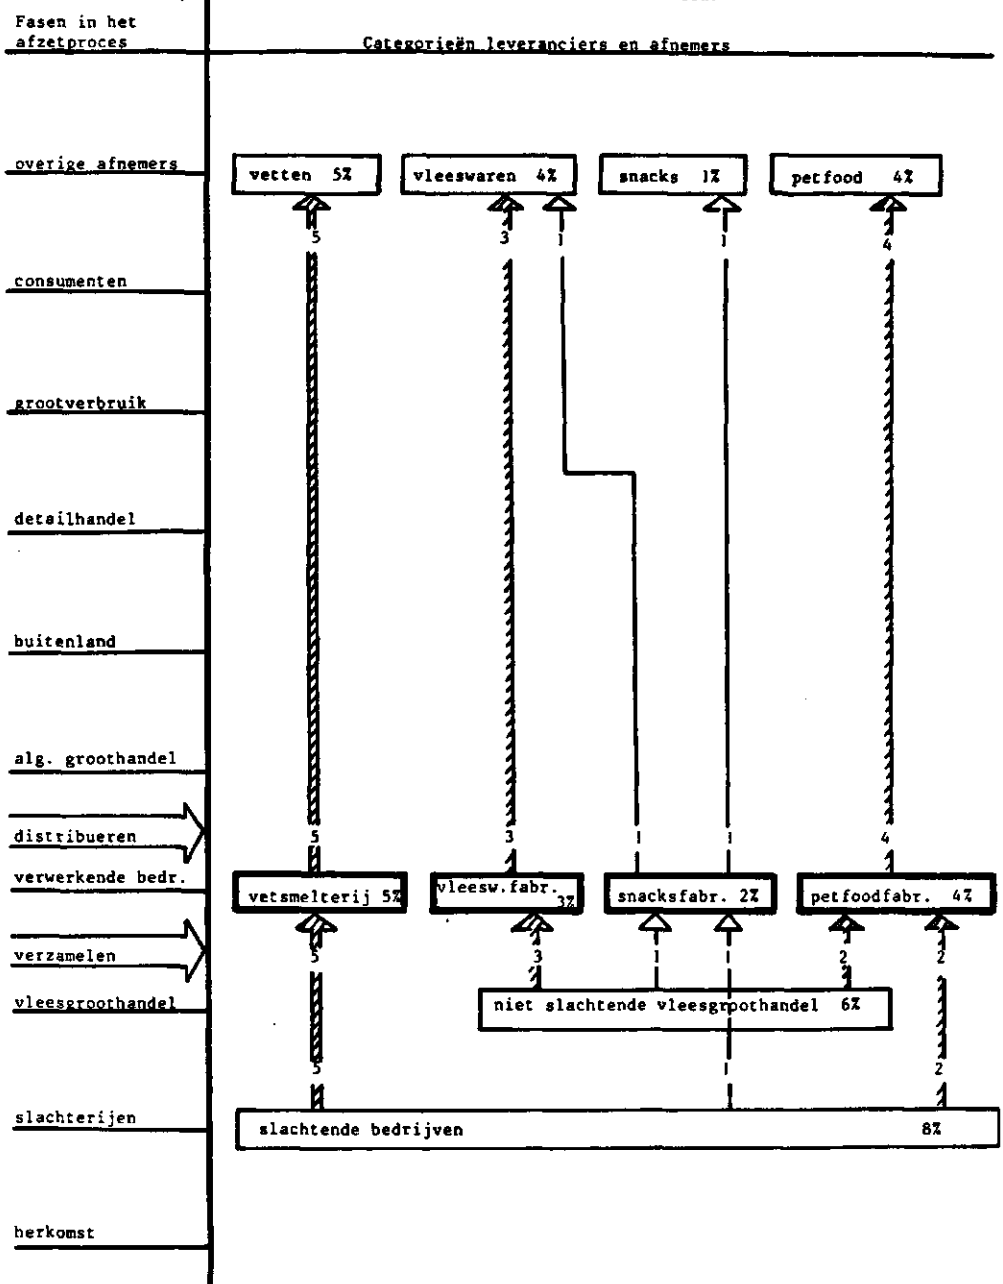 Fasen in het
afzetproces
Categorieën leveranciers en afnemers
overige afnemers
vetten 5%
vleeswaren 4%
snacks 1%
petfood 4%
5
3
1
1
4
consumenten
grootverbruik
detailhandel
buitenland
alg. groothandel
distribueren
5
3
1
1
4
verwerkende bedr.
vetsmelterij 5%
vleesw.fabr.
3%
snacksfabr. 2%
petfoodfabr. 4%
verzamelen
5
3
1
1
2
2
vleesgroothandel
niet slachtende vleesgroothandel 6%
5
1
2
slachterijen
slachtende bedrijven 8%
herkomst